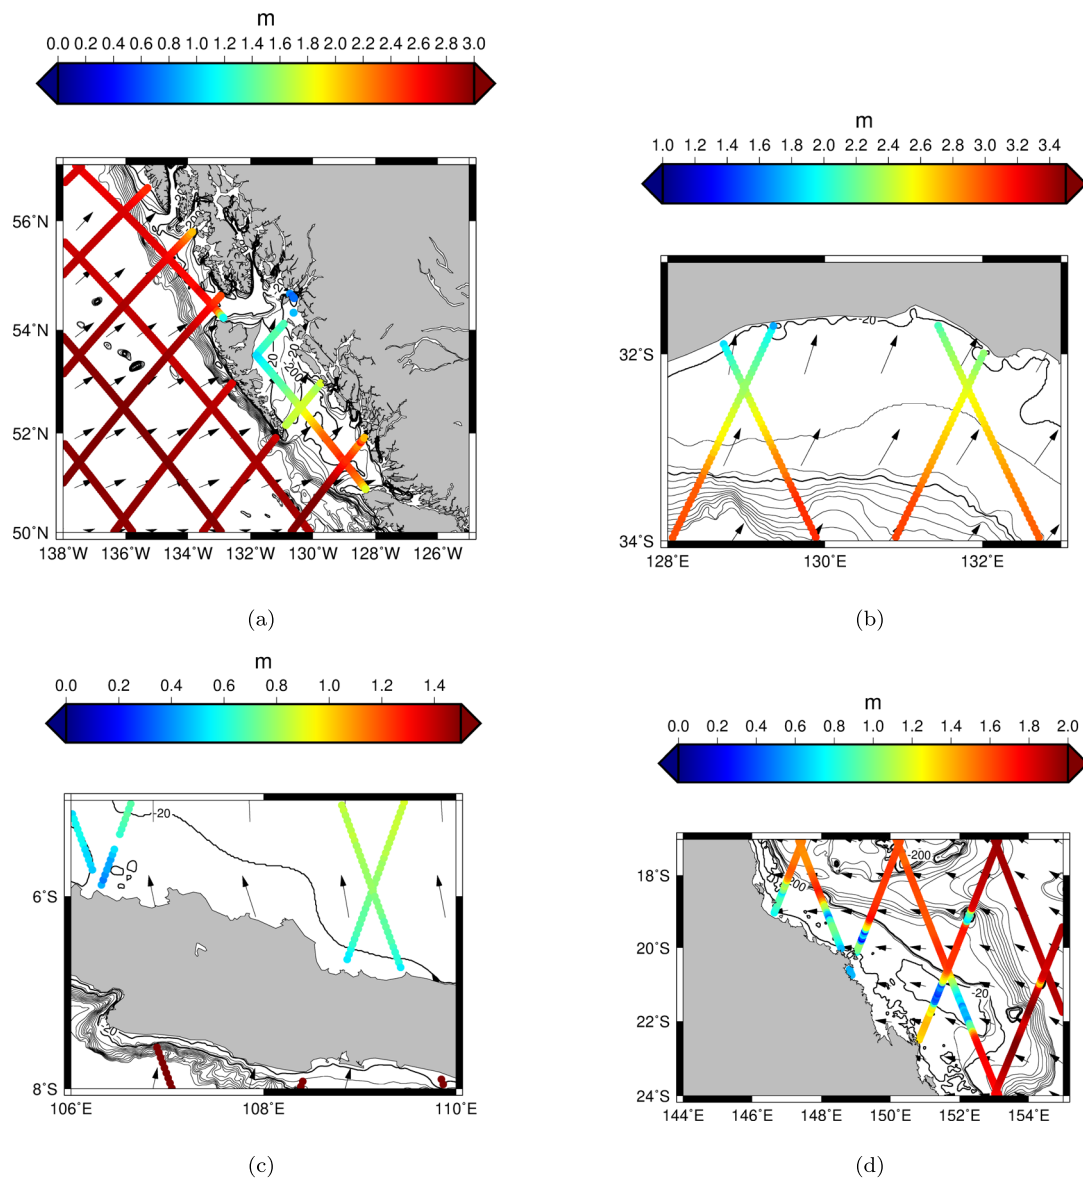 m
0.0 0.2 0.4 0.6 0.8 1.0 1.2 1.4 1.6 1.8 2.0 2.2 2.4 2.6 2.8 3.0
56°N
54°N
52°N
50°N
138°W 136°W 134°W 132°W 130°W 128°W 126°W
20
-200
(a)
m
1.0 1.2 1.4 1.6 1.8 2.0 2.2 2.4 2.6 2.8 3.0 3.2 3.4
-20
32°S
34°S
128°E 130°E 132°E
(b)
m
0.0 0.2 0.4 0.6 0.8 1.0 1.2 1.4
-20
6°S
-20
8°S
106°E 108°E 110°E
(c)
m
0.0 0.2 0.4 0.6 0.8 1.0 1.2 1.4 1.6 1.8 2.0
-200
18°S
20°S
-20
22°S
24°S
144°E 146°E 148°E 150°E 152°E 154°E
(d)